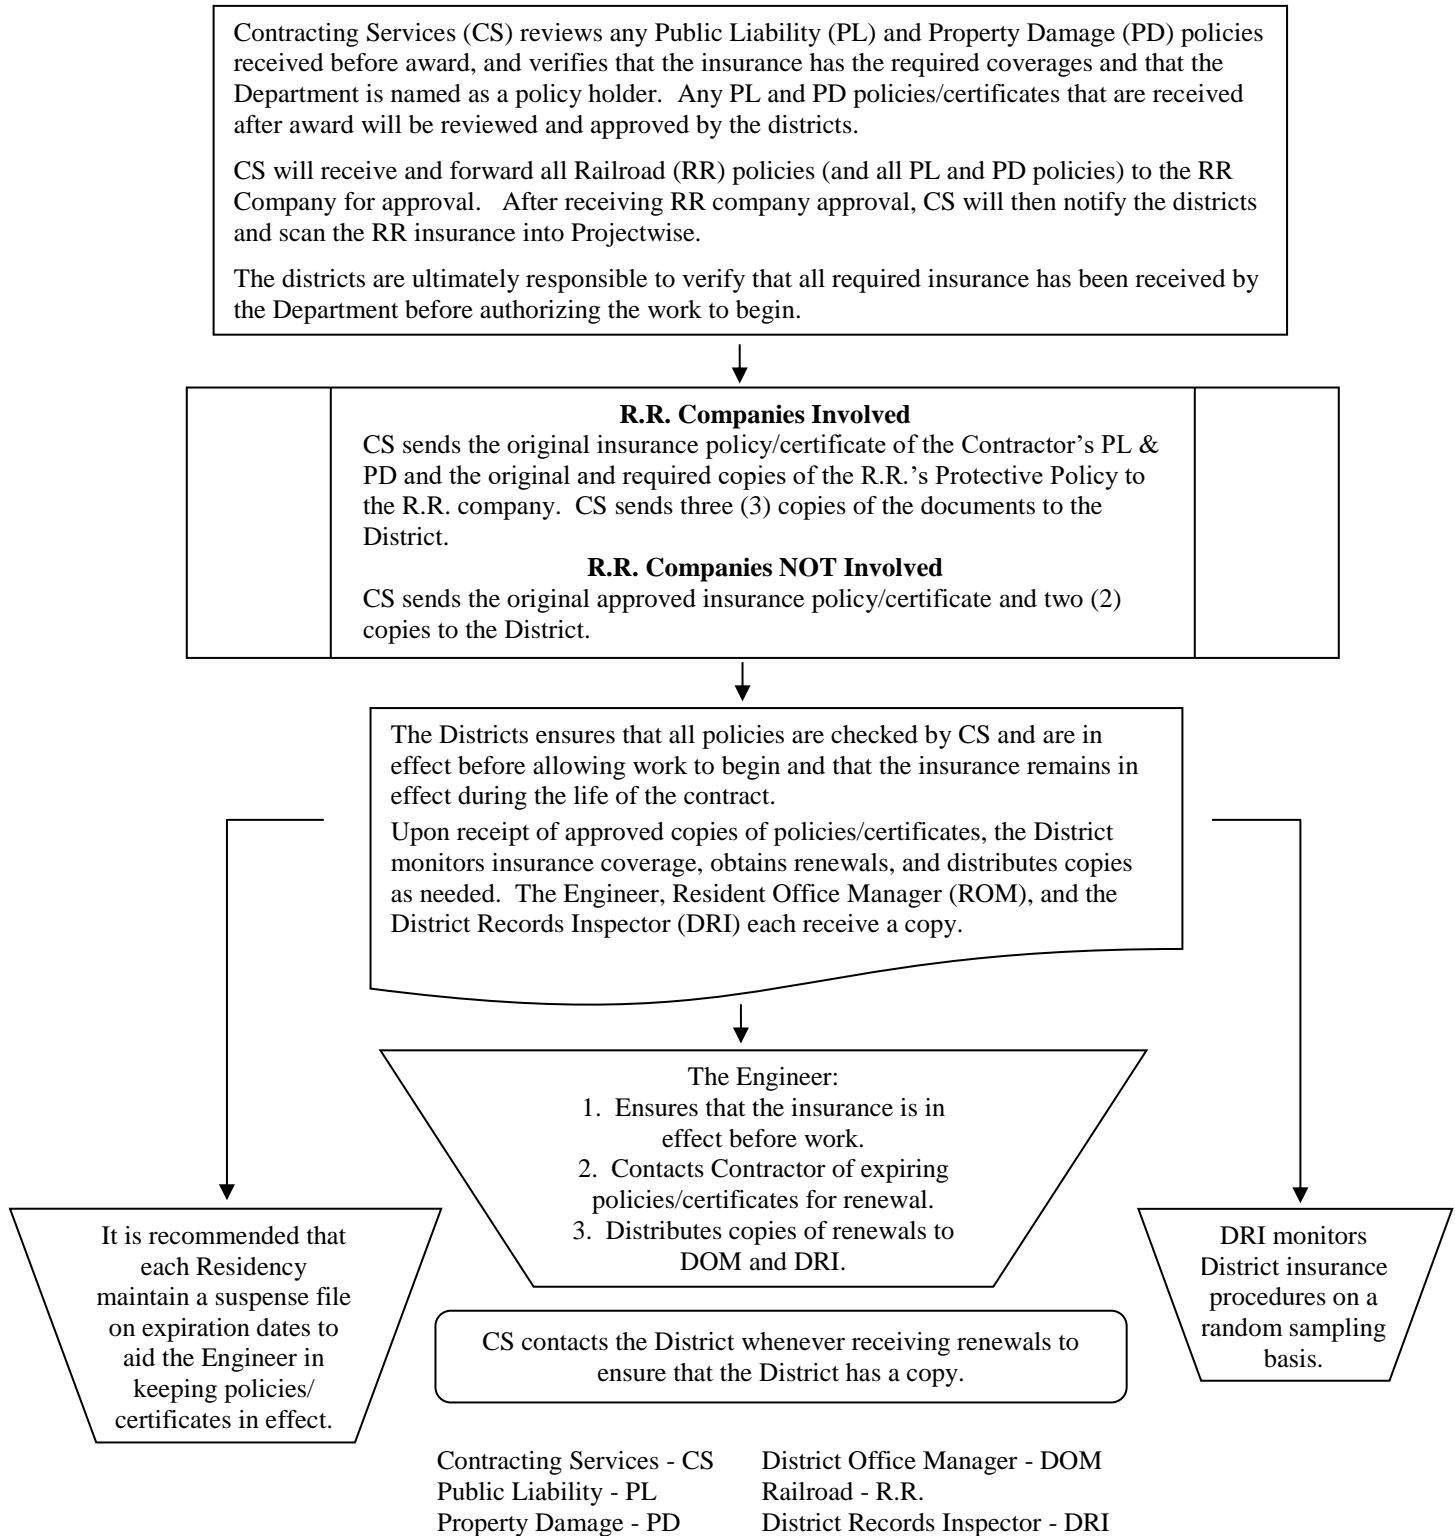 Contracting Services (CS) reviews any Public Liability (PL) and Property Damage (PD) policies
received before award, and verifies that the insurance has the required coverages and that the
Department is named as a policy holder. Any PL and PD policies/certificates that are received
after award will be reviewed and approved by the districts.
CS will receive and forward all Railroad (RR) policies (and all PL and PD policies) to the RR
Company for approval. After receiving RR company approval, CS will then notify the districts
and scan the RR insurance into Projectwise.
The districts are ultimately responsible to verify that all required insurance has been received by
the Department before authorizing the work to begin.
R.R. Companies Involved
CS sends the original insurance policy/certificate of the Contractor’s PL &
PD and the original and required copies of the R.R.’s Protective Policy to
the R.R. company. CS sends three (3) copies of the documents to the
District.
R.R. Companies NOT Involved
CS sends the original approved insurance policy/certificate and two (2)
copies to the District.
The Districts ensures that all policies are checked by CS and are in
effect before allowing work to begin and that the insurance remains in
effect during the life of the contract.
Upon receipt of approved copies of policies/certificates, the District
monitors insurance coverage, obtains renewals, and distributes copies
as needed. The Engineer, Resident Office Manager (ROM), and the
District Records Inspector (DRI) each receive a copy.
The Engineer:
1. Ensures that the insurance is in
effect before work.
2. Contacts Contractor of expiring
policies/certificates for renewal.
3. Distributes copies of renewals to
DOM and DRI.
It is recommended that
each Residency
maintain a suspense file
on expiration dates to
aid the Engineer in
keeping policies/
certificates in effect.
DRI monitors
District insurance
procedures on a
random sampling
basis.
CS contacts the District whenever receiving renewals to
ensure that the District has a copy.
Contracting Services - CS District Office Manager - DOM
Public Liability - PL Railroad - R.R.
Property Damage - PD District Records Inspector - DRI